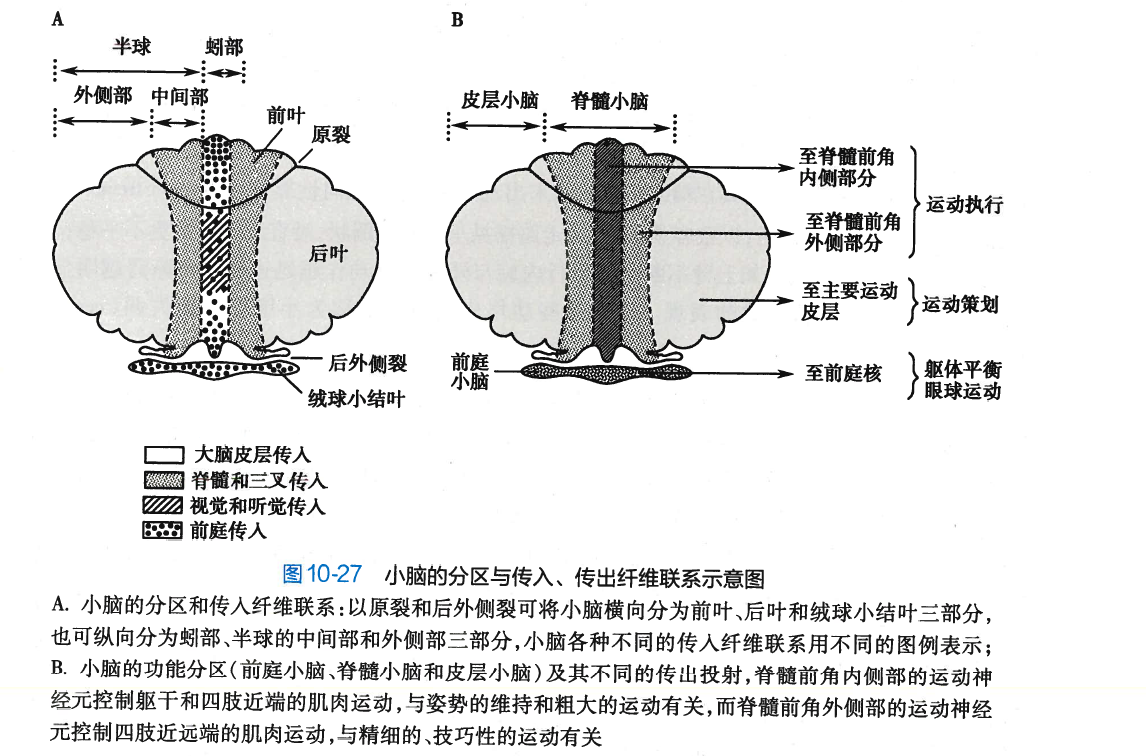 A
B
半球
蚓部
外侧部
中间部
前叶
原裂
后叶
后外侧裂
绒球小结叶
大脑皮层传入
脊髓和三叉传入
视觉和听觉传入
前庭传入
皮层小脑
脊髓小脑
至脊髓前角
内侧部分
至脊髓前角
外侧部分
运动执行
至主要运动
皮层
运动策划
前庭
小脑
至前庭核
躯体平衡
眼球运动
图10-27 小脑的分区与传入、传出纤维联系示意图
A. 小脑的分区和传入纤维联系:以原裂和后外侧裂可将小脑横向分为前叶、后叶和绒球小结叶三部分,
也可纵向分为蚓部、半球的中间部和外侧部三部分,小脑各种不同的传入纤维联系用不同的图例表示;
B. 小脑的功能分区(前庭小脑、脊髓小脑和皮层小脑)及其不同的传出投射,脊髓前角内侧部的运动神
经元控制躯干和四肢近端的肌肉运动,与姿势的维持和粗大的运动有关,而脊髓前角外侧部的运动神经
元控制四肢近远端的肌肉运动,与精细的、技巧性的运动有关